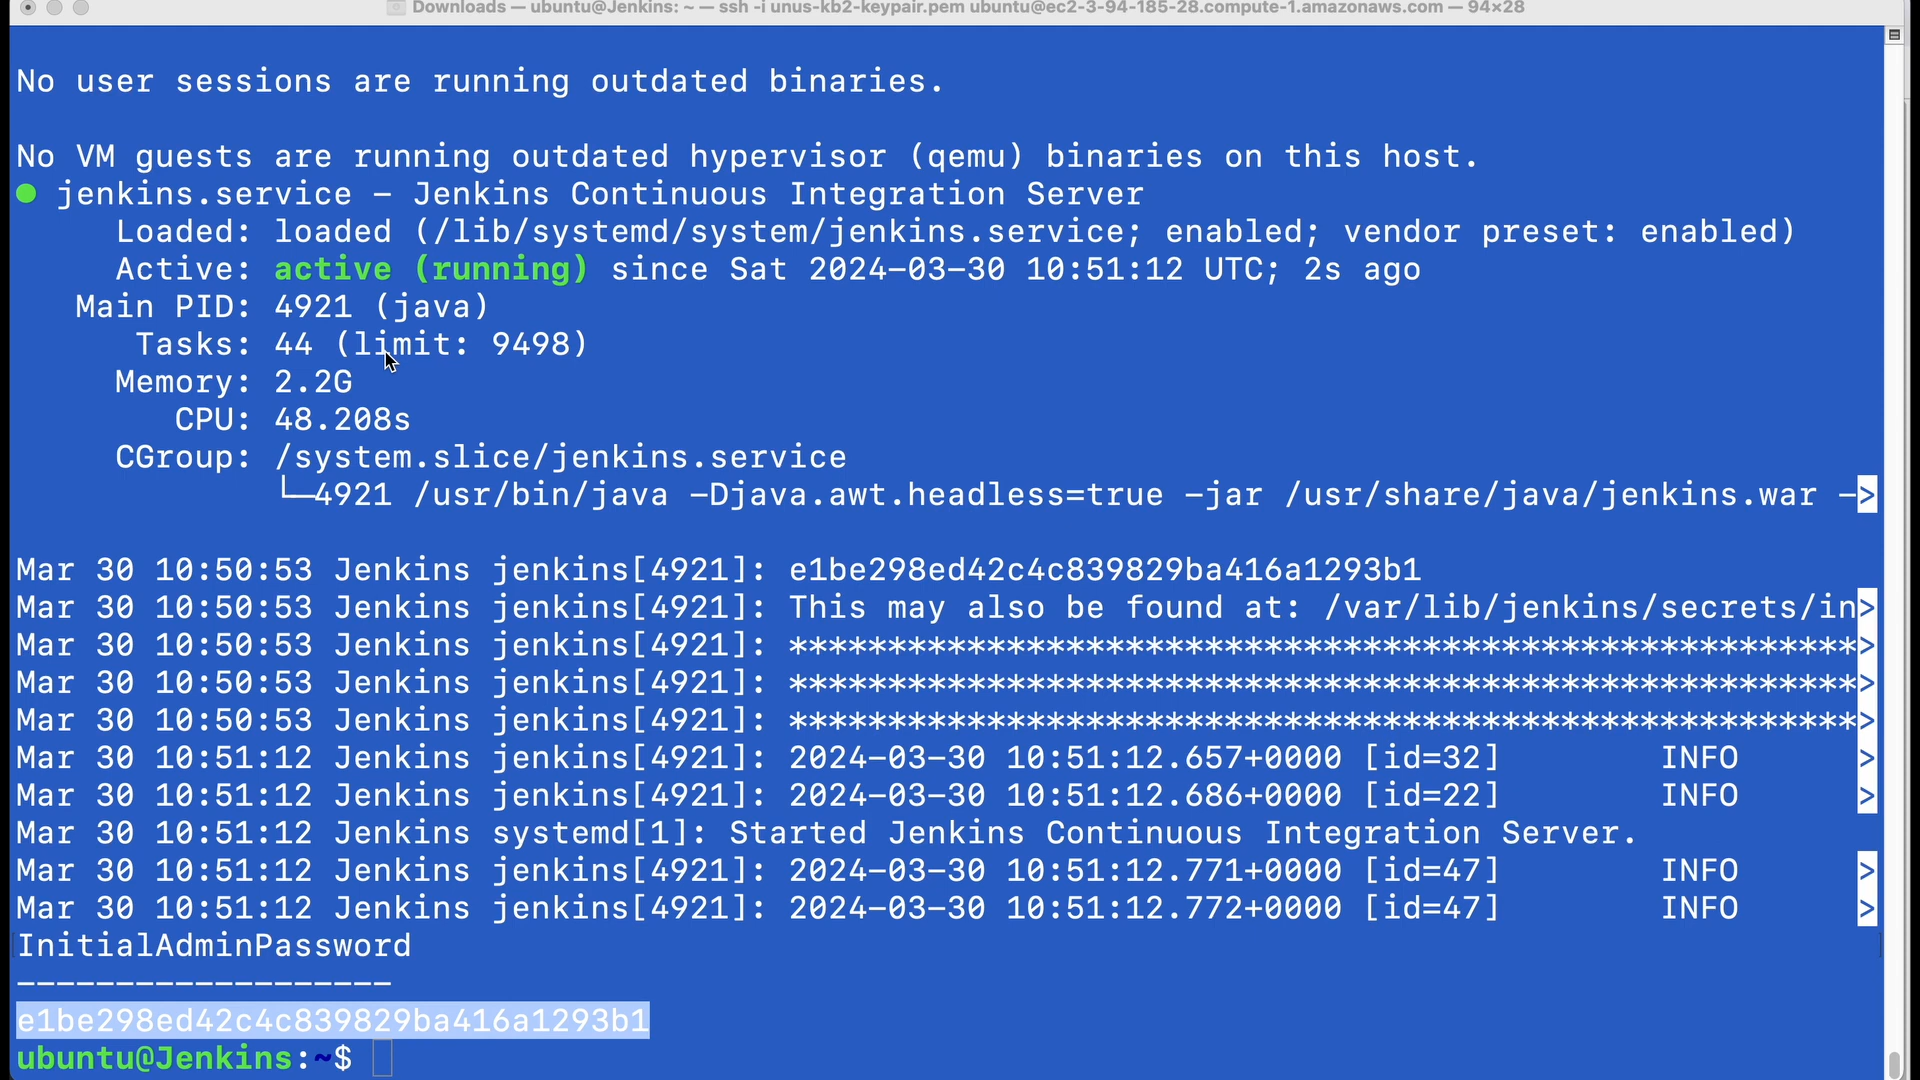 Downloads — ubuntu@Jenkins: ~ — ssh -i unus-kb2-keypair.pem ubuntu@ec2-3-94-185-28.compute-1.amazonaws.com — 94×28
No user sessions are running outdated binaries.
No VM guests are running outdated hypervisor (qemu) binaries on this host.
● jenkins.service – Jenkins Continuous Integration Server
Loaded: loaded (/lib/systemd/system/jenkins.service; enabled; vendor preset: enabled)
Active: active (running) since Sat 2024-03-30 10:51:12 UTC; 2s ago
Main PID: 4921 (java)
Tasks: 44 (limit: 9498)
Memory: 2.2G
CPU: 48.208s
CGroup: /system.slice/jenkins.service
└─4921 /usr/bin/java -Djava.awt.headless=true -jar /usr/share/java/jenkins.war ->
Mar 30 10:50:53 Jenkins jenkins[4921]: e1be298ed42c4c839829ba416a1293b1
Mar 30 10:50:53 Jenkins jenkins[4921]: This may also be found at: /var/lib/jenkins/secrets/in>
Mar 30 10:50:53 Jenkins jenkins[4921]: ******************************************************>
Mar 30 10:50:53 Jenkins jenkins[4921]: ******************************************************>
Mar 30 10:50:53 Jenkins jenkins[4921]: ******************************************************>
Mar 30 10:51:12 Jenkins jenkins[4921]: 2024-03-30 10:51:12.657+0000 [id=32] INFO >
Mar 30 10:51:12 Jenkins jenkins[4921]: 2024-03-30 10:51:12.686+0000 [id=22] INFO >
Mar 30 10:51:12 Jenkins systemd[1]: Started Jenkins Continuous Integration Server.
Mar 30 10:51:12 Jenkins jenkins[4921]: 2024-03-30 10:51:12.771+0000 [id=47] INFO >
Mar 30 10:51:12 Jenkins jenkins[4921]: 2024-03-30 10:51:12.772+0000 [id=47] INFO >
InitialAdminPassword
-------------------
e1be298ed42c4c839829ba416a1293b1
ubuntu@Jenkins:~$